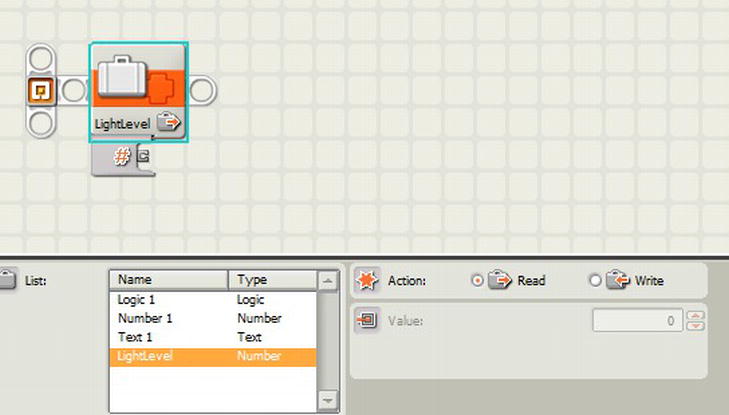 LightLevel
#
List:
Name Type
Logic 1 Logic
Number 1 Number
Text 1 Text
LightLevel Number
Action: Read Write
Value: 0